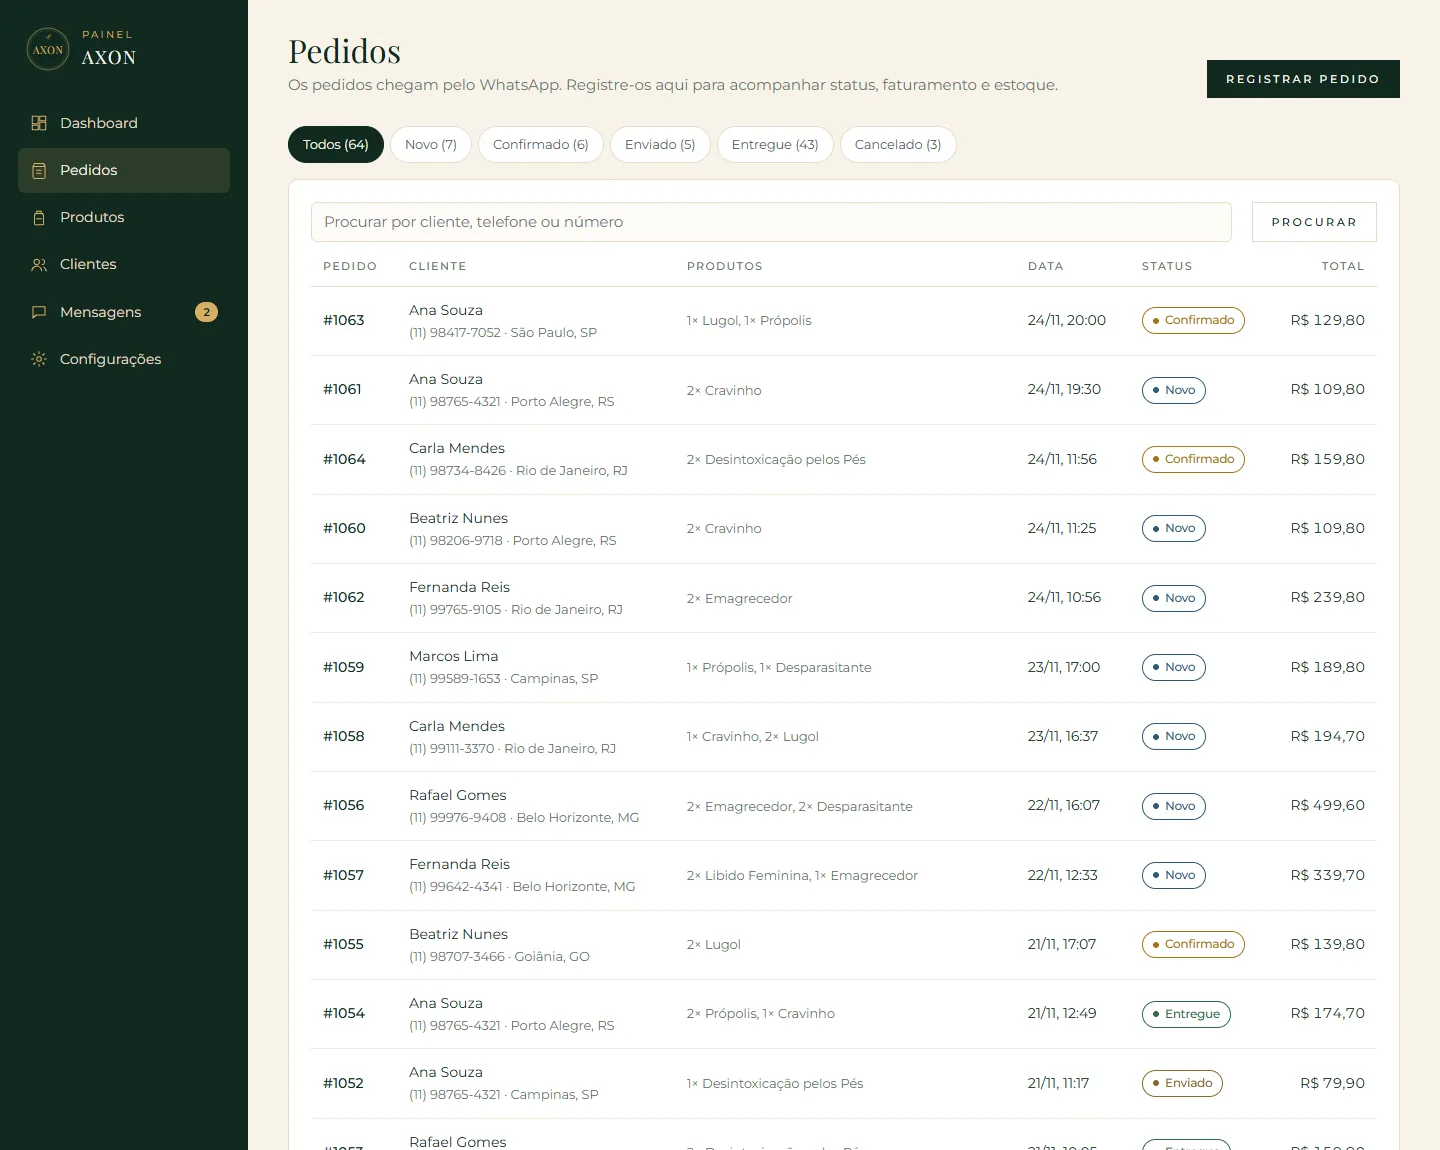 AXON
PAINEL
AXON
Dashboard
Pedidos
Produtos
Clientes
Mensagens 2
Configurações
Pedidos
Os pedidos chegam pelo WhatsApp. Registre-os aqui para acompanhar status, faturamento e estoque.
REGISTRAR PEDIDO
Todos (64) Novo (7) Confirmado (6) Enviado (5) Entregue (43) Cancelado (3)
Procurar por cliente, telefone ou número PROCURAR
PEDIDO CLIENTE PRODUTOS DATA STATUS TOTAL
#1063 Ana Souza 1× Lugol, 1× Própolis 24/11, 20:00 Confirmado R$ 129,80
(11) 98417-7052 · São Paulo, SP
#1061 Ana Souza 2× Cravinho 24/11, 19:30 Novo R$ 109,80
(11) 98765-4321 · Porto Alegre, RS
#1064 Carla Mendes 2× Desintoxicação pelos Pés 24/11, 11:56 Confirmado R$ 159,80
(11) 98734-8426 · Rio de Janeiro, RJ
#1060 Beatriz Nunes 2× Cravinho 24/11, 11:25 Novo R$ 109,80
(11) 98206-9718 · Porto Alegre, RS
#1062 Fernanda Reis 2× Emagrecedor 24/11, 10:56 Novo R$ 239,80
(11) 99765-9105 · Rio de Janeiro, RJ
#1059 Marcos Lima 1× Própolis, 1× Desparasitante 23/11, 17:00 Novo R$ 189,80
(11) 99589-1653 · Campinas, SP
#1058 Carla Mendes 1× Cravinho, 2× Lugol 23/11, 16:37 Novo R$ 194,70
(11) 99111-3370 · Rio de Janeiro, RJ
#1056 Rafael Gomes 2× Emagrecedor, 2× Desparasitante 22/11, 16:07 Novo R$ 499,60
(11) 99976-9408 · Belo Horizonte, MG
#1057 Fernanda Reis 2× Libido Feminina, 1× Emagrecedor 22/11, 12:33 Novo R$ 339,70
(11) 99642-4341 · Belo Horizonte, MG
#1055 Beatriz Nunes 2× Lugol 21/11, 17:07 Confirmado R$ 139,80
(11) 98707-3466 · Goiânia, GO
#1054 Ana Souza 2× Própolis, 1× Cravinho 21/11, 12:49 Entregue R$ 174,70
(11) 98765-4321 · Porto Alegre, RS
#1052 Ana Souza 1× Desintoxicação pelos Pés 21/11, 11:17 Enviado R$ 79,90
(11) 98765-4321 · Campinas, SP
Rafael Gomes